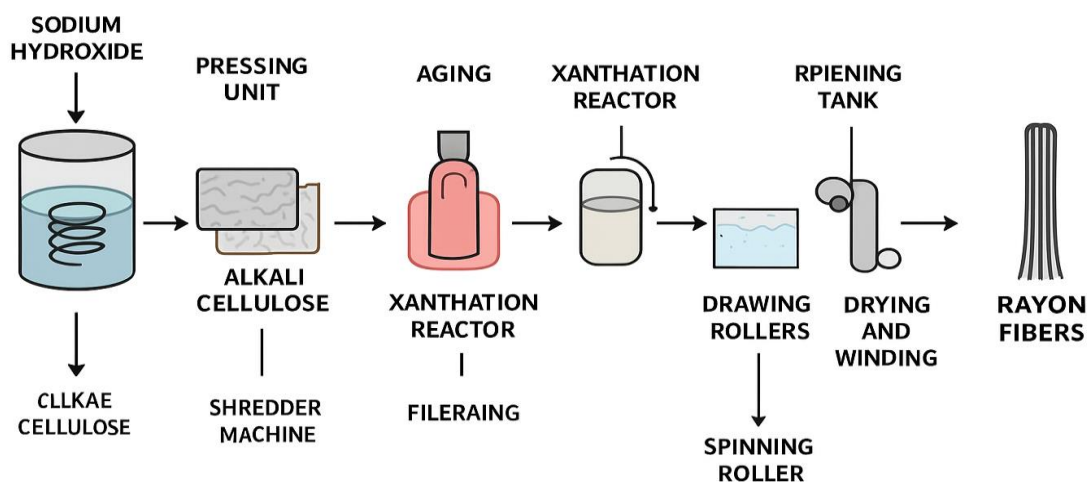 SODIUM
HYDROXIDE
PRESSING
UNIT
AGING
XANTHATION
REACTOR
RPIENING
TANK
ALKALI
CELLULOSE
XANTHATION
REACTOR
DRAWING
ROLLERS
DRYING
AND
WINDING
RAYON
FIBERS
CLLKAE
CELLULOSE
SHREDDER
MACHINE
FILERAING
SPINNING
ROLLER